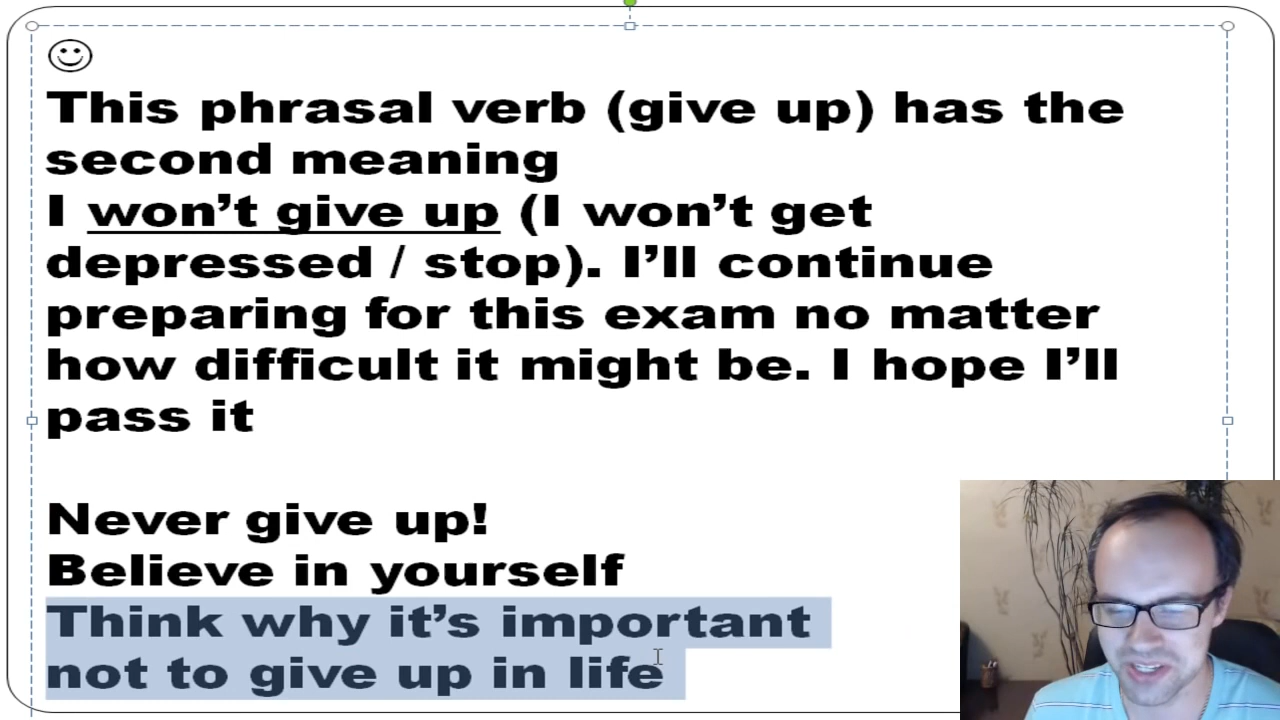 This phrasal verb (give up) has the
second meaning
I won’t give up (I won’t get
depressed / stop). I’ll continue
preparing for this exam no matter
how difficult it might be. I hope I’ll
pass it
Never give up!
Believe in yourself
Think why it’s important
not to give up in life